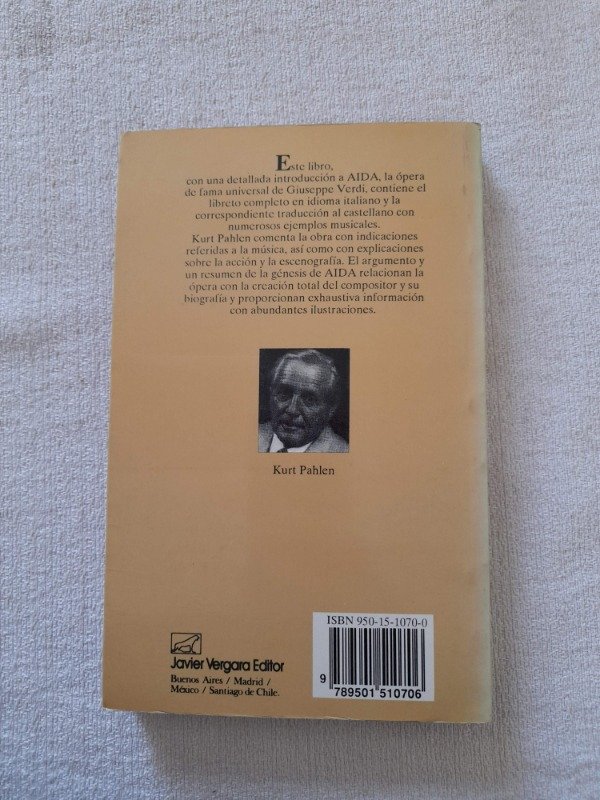 Este libro,
con una detallada introducción a AIDA, la ópera
de fama universal de Giuseppe Verdi, contiene el
libreto completo en idioma italiano y la
correspondiente traducción al castellano con
numerosos ejemplos musicales.
Kurt Pahlen comenta la obra con indicaciones
referidas a la música, así como con explicaciones
sobre la acción y la escenografía. El argumento y
un resumen de la génesis de AIDA relacionan la
ópera con la creación total del compositor y su
biografía y proporcionan exhaustiva información
con abundantes ilustraciones.
Kurt Pahlen
Javier Vergara Editor
Buenos Aires / Madrid /
México / Santiago de Chile.
ISBN 950-15-1070-0
9 789501 510706